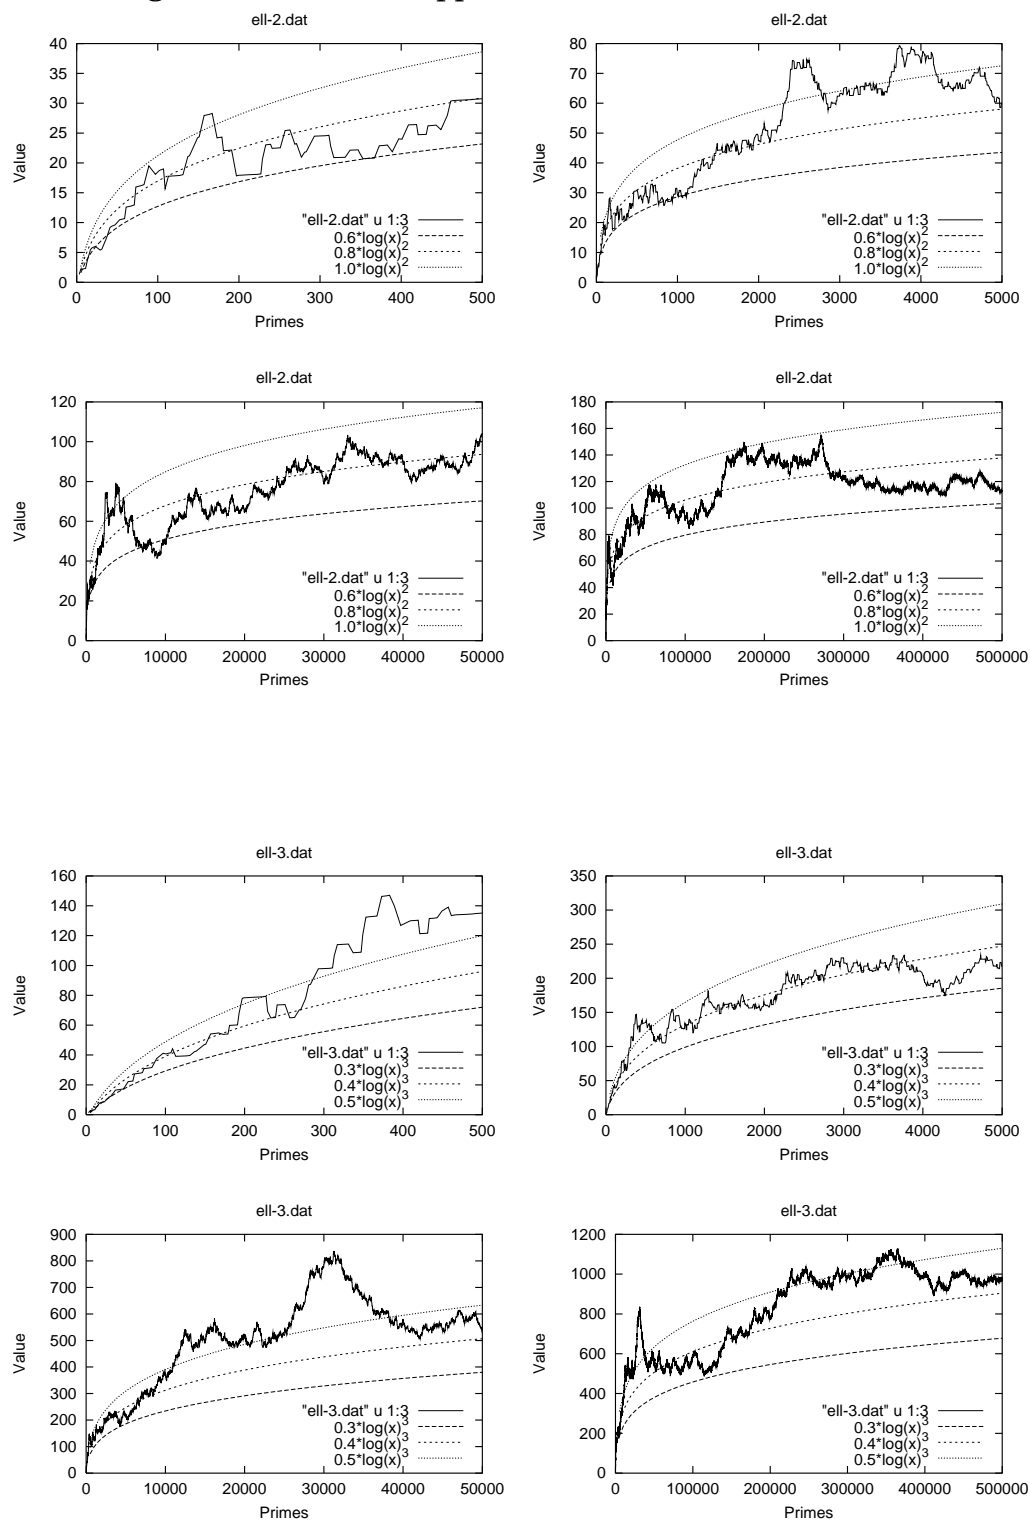 ell-2.dat
40
35
30
25
20
15
10
5
0
0 100 200 300 400 500
Value
Primes
"ell-2.dat" u 1:3
0.6*log(x)^2
0.8*log(x)^2
1.0*log(x)^2
ell-2.dat
80
70
60
50
40
30
20
10
0
0 1000 2000 3000 4000 5000
Value
Primes
"ell-2.dat" u 1:3
0.6*log(x)^2
0.8*log(x)^2
1.0*log(x)^2
ell-2.dat
120
100
80
60
40
20
0
0 10000 20000 30000 40000 50000
Value
Primes
"ell-2.dat" u 1:3
0.6*log(x)^2
0.8*log(x)^2
1.0*log(x)^2
ell-2.dat
180
160
140
120
100
80
60
40
20
0
0 100000 200000 300000 400000 500000
Value
Primes
"ell-2.dat" u 1:3
0.6*log(x)^2
0.8*log(x)^2
1.0*log(x)^2
ell-3.dat
160
140
120
100
80
60
40
20
0
0 100 200 300 400 500
Value
Primes
"ell-3.dat" u 1:3
0.3*log(x)^3
0.4*log(x)^3
0.5*log(x)^3
ell-3.dat
350
300
250
200
150
100
50
0
0 1000 2000 3000 4000 5000
Value
Primes
"ell-3.dat" u 1:3
0.3*log(x)^3
0.4*log(x)^3
0.5*log(x)^3
ell-3.dat
900
800
700
600
500
400
300
200
100
0
0 10000 20000 30000 40000 50000
Value
Primes
"ell-3.dat" u 1:3
0.3*log(x)^3
0.4*log(x)^3
0.5*log(x)^3
ell-3.dat
1200
1000
800
600
400
200
0
0 100000 200000 300000 400000 500000
Value
Primes
"ell-3.dat" u 1:3
0.3*log(x)^3
0.4*log(x)^3
0.5*log(x)^3